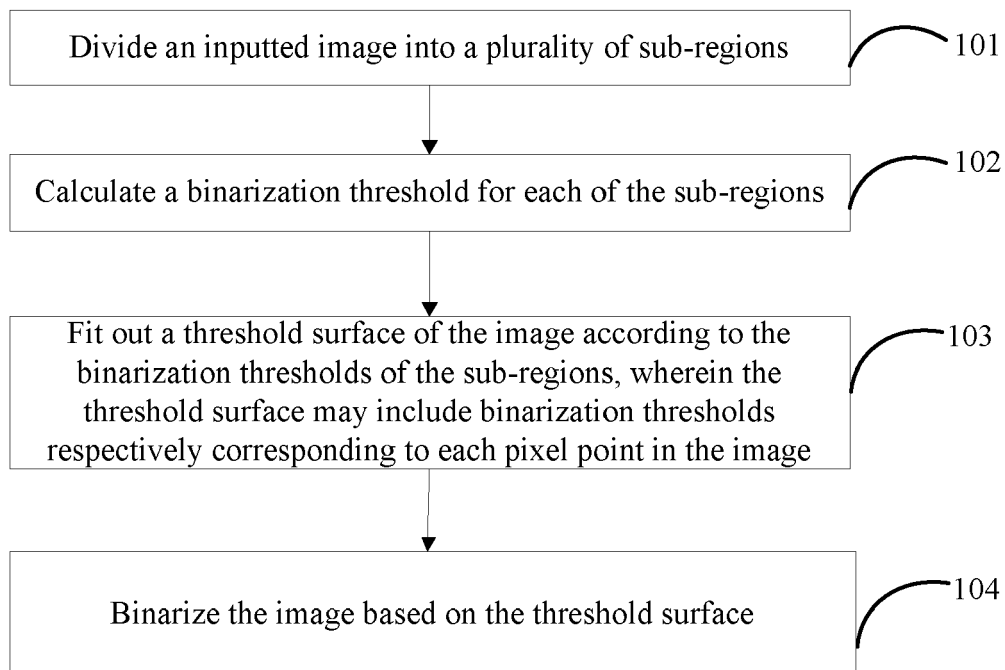 Divide an inputted image into a plurality of sub-regions
101
Calculate a binarization threshold for each of the sub-regions
102
Fit out a threshold surface of the image according to the
binarization thresholds of the sub-regions, wherein the
threshold surface may include binarization thresholds
respectively corresponding to each pixel point in the image
103
Binarize the image based on the threshold surface
104